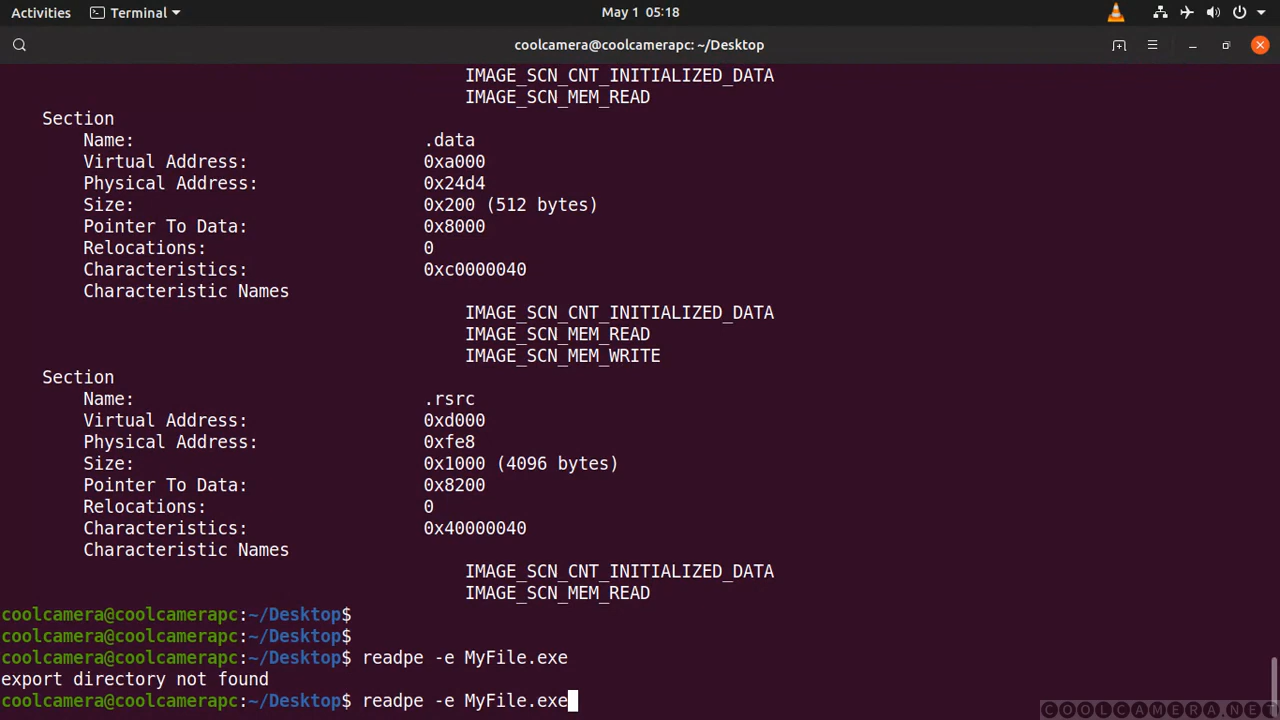 Activities Terminal May 1 05:18
coolcamera@coolcamerapc: ~/Desktop
IMAGE_SCN_CNT_INITIALIZED_DATA
IMAGE_SCN_MEM_READ
Section
Name: .data
Virtual Address: 0xa000
Physical Address: 0x24d4
Size: 0x200 (512 bytes)
Pointer To Data: 0x8000
Relocations: 0
Characteristics: 0xc0000040
Characteristic Names
IMAGE_SCN_CNT_INITIALIZED_DATA
IMAGE_SCN_MEM_READ
IMAGE_SCN_MEM_WRITE
Section
Name: .rsrc
Virtual Address: 0xd000
Physical Address: 0xfe8
Size: 0x1000 (4096 bytes)
Pointer To Data: 0x8200
Relocations: 0
Characteristics: 0x40000040
Characteristic Names
IMAGE_SCN_CNT_INITIALIZED_DATA
IMAGE_SCN_MEM_READ
coolcamera@coolcamerapc:~/Desktop$
coolcamera@coolcamerapc:~/Desktop$
coolcamera@coolcamerapc:~/Desktop$ readpe -e MyFile.exe
export directory not found
coolcamera@coolcamerapc:~/Desktop$ readpe -e MyFile.exe
COOLCAMERA.NET